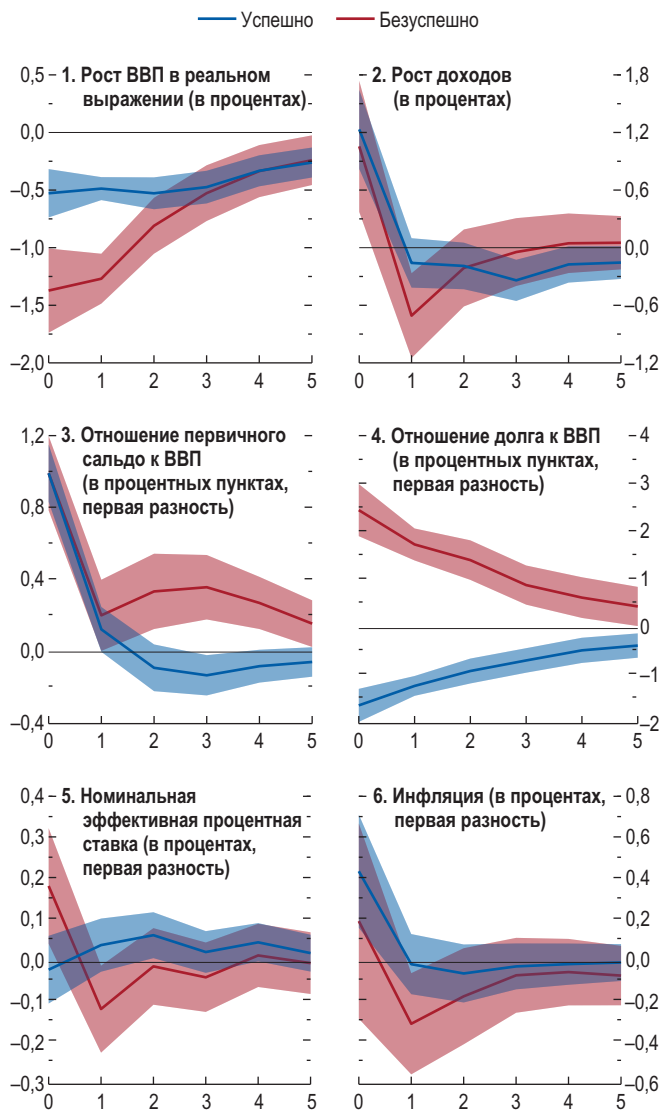 Успешно
Безуспешно
1. Рост ВВП в реальном
выражении (в процентах)
0,5
0,0
–0,5
–1,0
–1,5
–2,0
0 1 2 3 4 5
2. Рост доходов
(в процентах)
1,8
1,2
0,6
0,0
–0,6
–1,2
0 1 2 3 4 5
3. Отношение первичного
сальдо к ВВП
(в процентных пунктах,
первая разность)
1,2
0,8
0,4
0,0
–0,4
0 1 2 3 4 5
4. Отношение долга к ВВП
(в процентных пунктах,
первая разность)
4
3
2
1
0
–1
–2
0 1 2 3 4 5
5. Номинальная
эффективная процентная
ставка (в процентах,
первая разность)
0,4
0,3
0,2
0,1
0,0
–0,1
–0,2
–0,3
0 1 2 3 4 5
6. Инфляция (в процентах,
первая разность)
0,8
0,6
0,4
0,2
0,0
–0,2
–0,4
–0,6
0 1 2 3 4 5